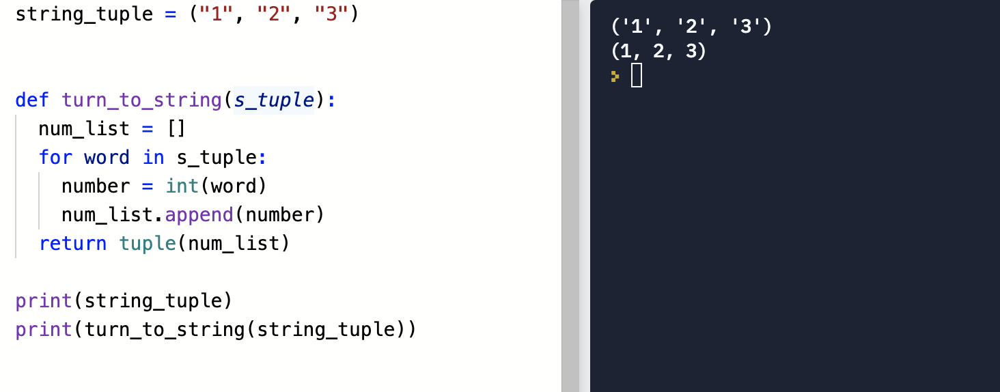 string_tuple = ("1", "2", "3")
def turn_to_string(s_tuple):
  num_list = []
  for word in s_tuple:
    number = int(word)
    num_list.append(number)
  return tuple(num_list)
print(string_tuple)
print(turn_to_string(string_tuple))
('1', '2', '3')
(1, 2, 3)